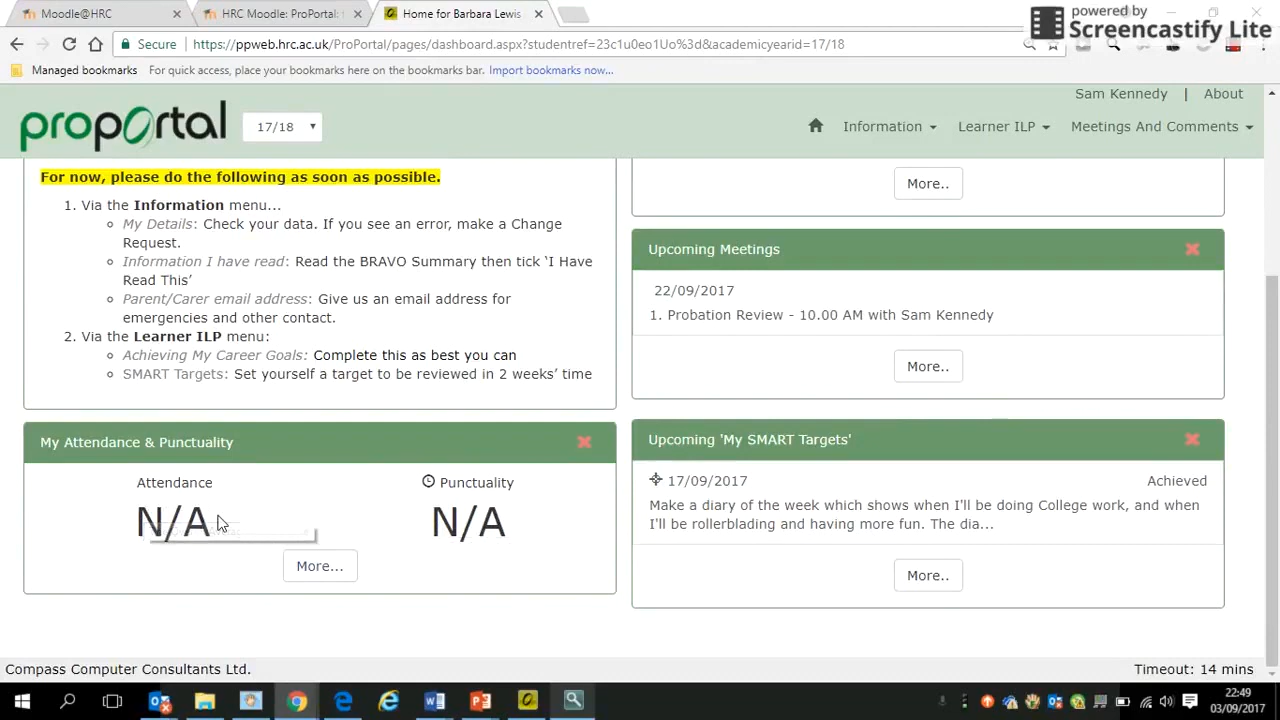 Moodle@HRC
HRC Moodle: ProPortal:
Home for Barbara Lewis
powered by
Screencastify Lite
Secure
https://ppweb.hrc.ac.uk/ProPortal/pages/dashboard.aspx?studentref=23c1u0eo1Uq%3d&academicyearid=17/18
Managed bookmarks
For quick access, place your bookmarks here on the bookmarks bar. Import bookmarks now...
Sam Kennedy | About
proportal
17/18
Information
Learner ILP
Meetings And Comments
For now, please do the following as soon as possible.
1. Via the Information menu...
My Details: Check your data. If you see an error, make a Change
Request.
Information I have read: Read the BRAVO Summary then tick ‘I Have
Read This’
Parent/Carer email address: Give us an email address for
emergencies and other contact.
2. Via the Learner ILP menu:
Achieving My Career Goals: Complete this as best you can
SMART Targets: Set yourself a target to be reviewed in 2 weeks’ time
My Attendance & Punctuality
Attendance
Punctuality
N/A
N/A
More...
More..
Upcoming Meetings
22/09/2017
1. Probation Review - 10.00 AM with Sam Kennedy
More..
Upcoming 'My SMART Targets'
17/09/2017
Achieved
Make a diary of the week which shows when I'll be doing College work, and when
I'll be rollerblading and having more fun. The dia...
More..
Compass Computer Consultants Ltd.
Timeout: 14 mins
22:49
03/09/2017